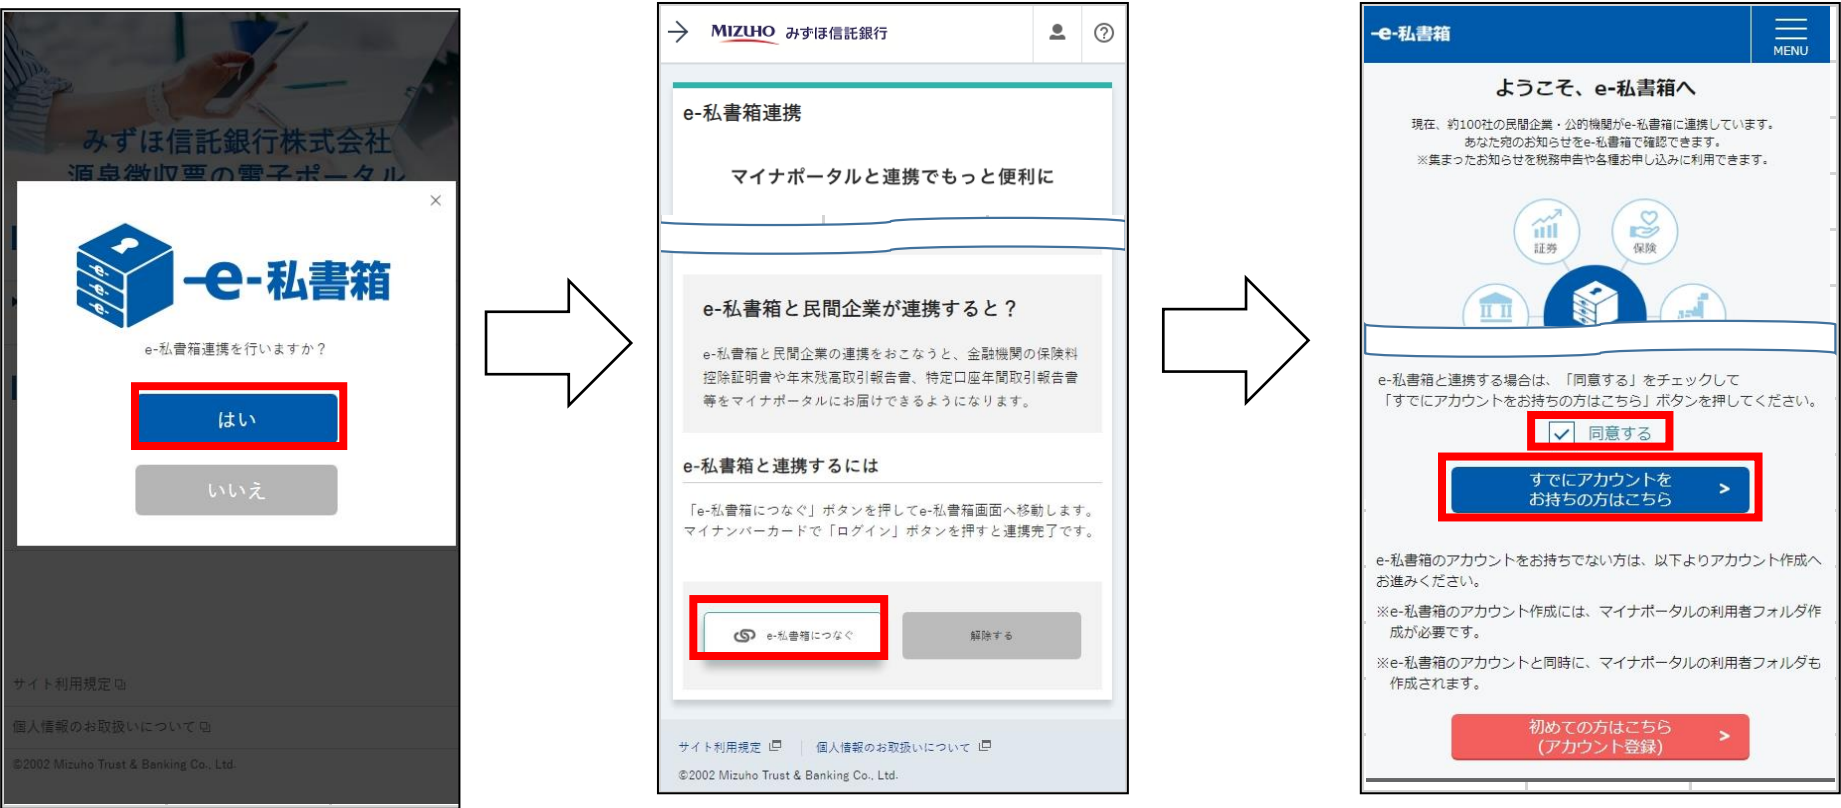 みずほ信託銀行株式会社
源泉徴収票の電子ポータル
×
-e-
-e-
-e-
-e-私書箱
e-私書箱連携を行いますか？
はい
いいえ
サイト利用規定
個人情報のお取扱いについて
©2002 Mizuho Trust & Banking Co., Ltd.
MIZUHO みずほ信託銀行
e-私書箱連携
マイナポータルと連携でもっと便利に
e-私書箱と民間企業が連携すると？
e-私書箱と民間企業の連携をおこなうと、金融機関の保険料
控除証明書や年末残高取引報告書、特定口座年間取引報告書
等をマイナポータルにお届けできるようになります。
e-私書箱と連携するには
「e-私書箱につなぐ」ボタンを押してe-私書箱画面へ移動します。
マイナンバーカードで「ログイン」ボタンを押すと連携完了です。
e-私書箱につなぐ
解除する
サイト利用規定
個人情報のお取扱いについて
©2002 Mizuho Trust & Banking Co., Ltd.
-e-私書箱
MENU
ようこそ、e-私書箱へ
現在、約100社の民間企業・公的機関がe-私書箱に連携しています。
あなた宛のお知らせをe-私書箱で確認できます。
※集まったお知らせを税務申告や各種お申し込みに利用できます。
証券
保険
e-私書箱と連携する場合は、「同意する」をチェックして
「すでにアカウントをお持ちの方はこちら」ボタンを押してください。
同意する
すでにアカウントを
お持ちの方はこちら >
e-私書箱のアカウントをお持ちでない方は、以下よりアカウント作成へ
お進みください。
※e-私書箱のアカウント作成には、マイナポータルの利用者フォルダ作
成が必要です。
※e-私書箱のアカウントと同時に、マイナポータルの利用者フォルダも
作成されます。
初めての方はこちら
(アカウント登録) >